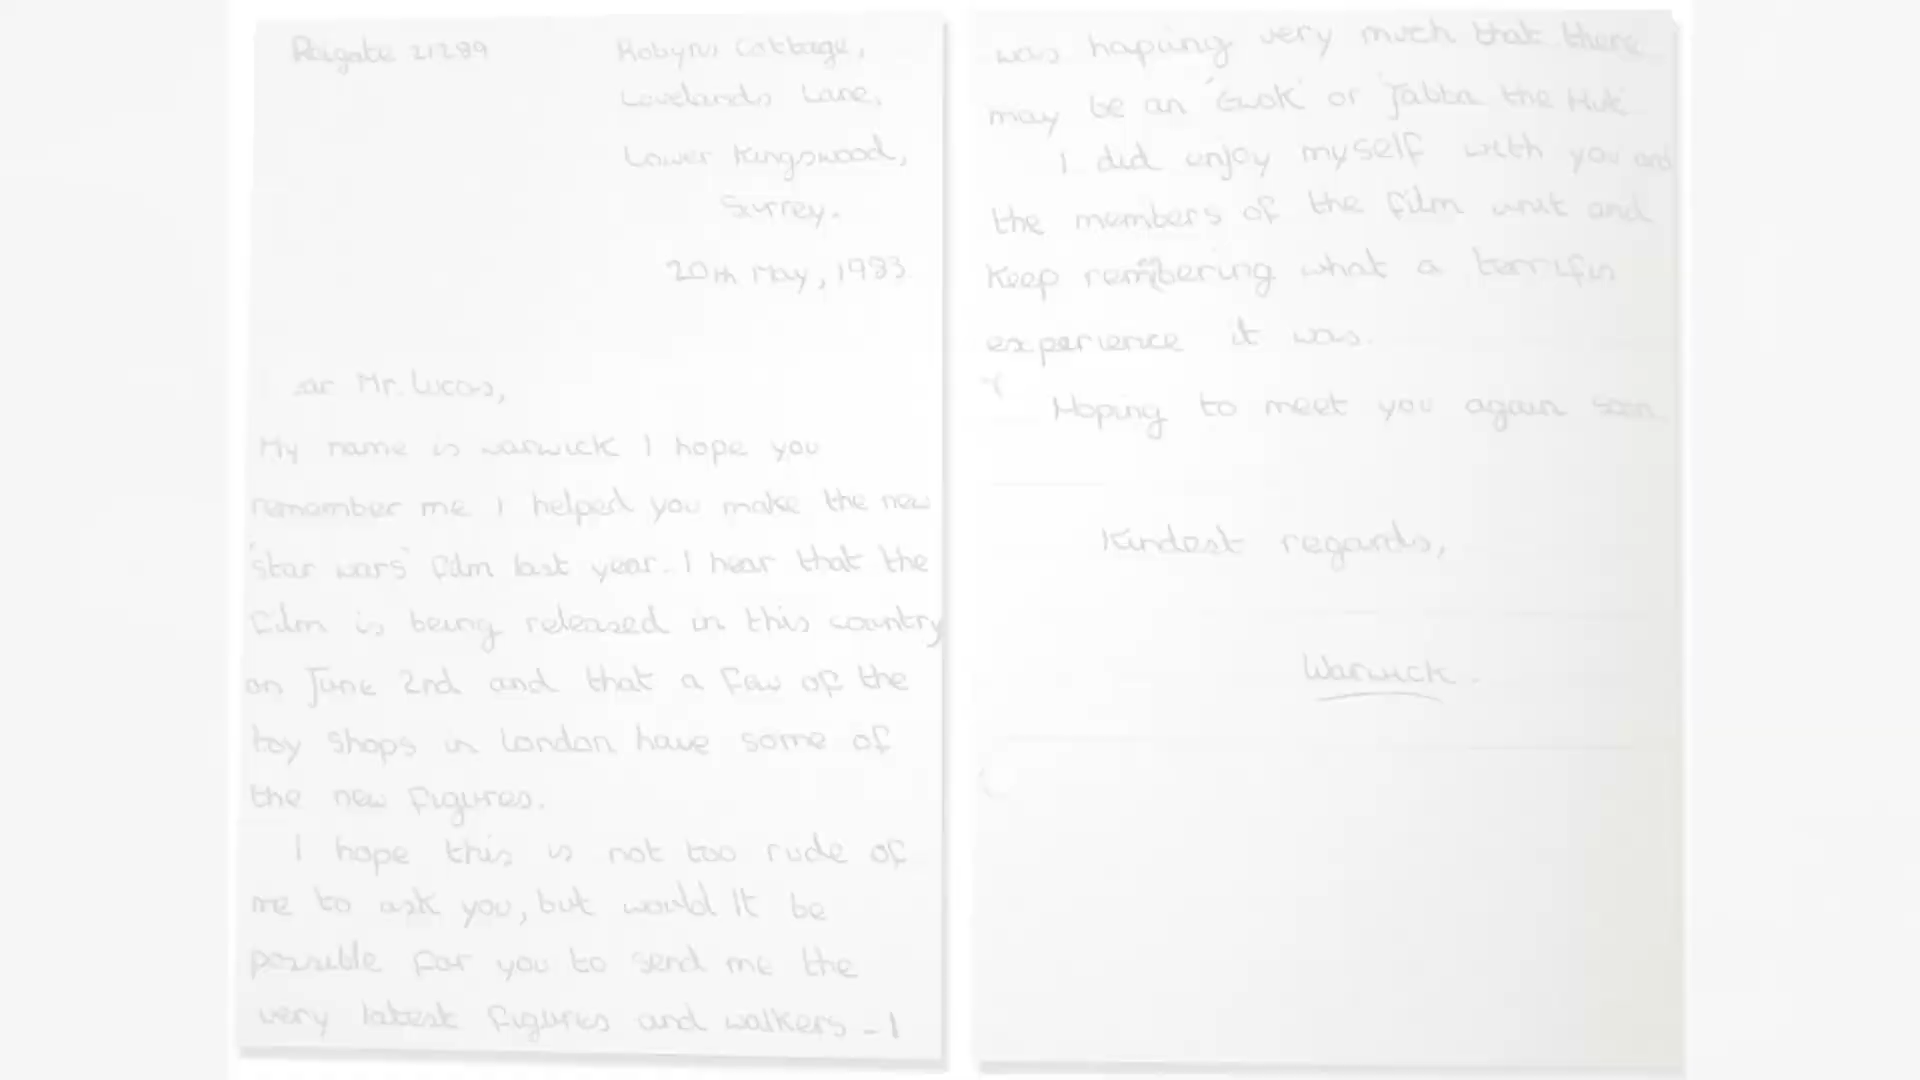 Reigate 21289
Robyns Cottage,
Lovelands Lane,
Lower Kingswood,
Surrey.
20th May, 1983
ear Mr. Lucas,
My name is warwick I hope you
remember me I helped you make the new
'star wars' film last year. I hear that the
film is being released in this country
on June 2nd and that a few of the
toy shops in London have some of
the new figures.
I hope this is not too rude of
me to ask you, but would It be
possible for you to send me the
very latest figures and walkers - I
was hoping very much that there
may be an 'Ewok' or 'Jabba the Hut'
I did enjoy myself with you and
the members of the film unit and
Keep remmbering what a terrific
experience it was.
Hoping to meet you again soon
Kindest regards,
Warwick.